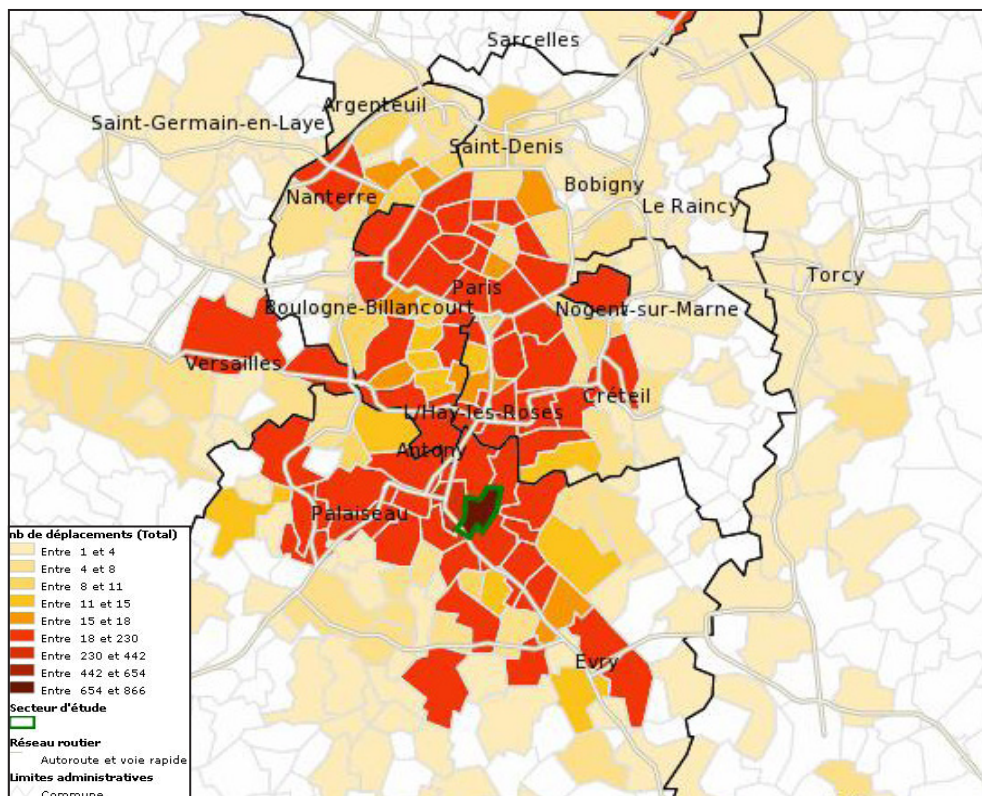 Sarcelles
Argenteuil
Saint-Germain-en-Laye
Saint-Denis
Bobigny
Nanterre
Le Raincy
Torcy
Paris
Boulogne-Billancourt
Nogent-sur-Marne
Versailles
Créteil
L'Hay-les-Roses
Antony
Palaiseau
Evry
nb de déplacements (Total)
Entre 1 et 4
Entre 4 et 8
Entre 8 et 11
Entre 11 et 15
Entre 15 et 18
Entre 18 et 230
Entre 230 et 442
Entre 442 et 654
Entre 654 et 866
Secteur d'étude
Réseau routier
Autoroute et voie rapide
Limites administratives
Commune